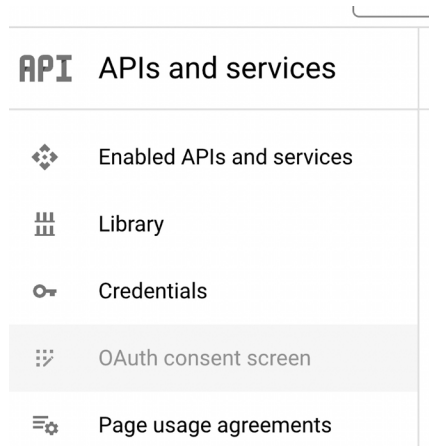 API APIs and services
Enabled APIs and services
Library
Credentials
OAuth consent screen
Page usage agreements